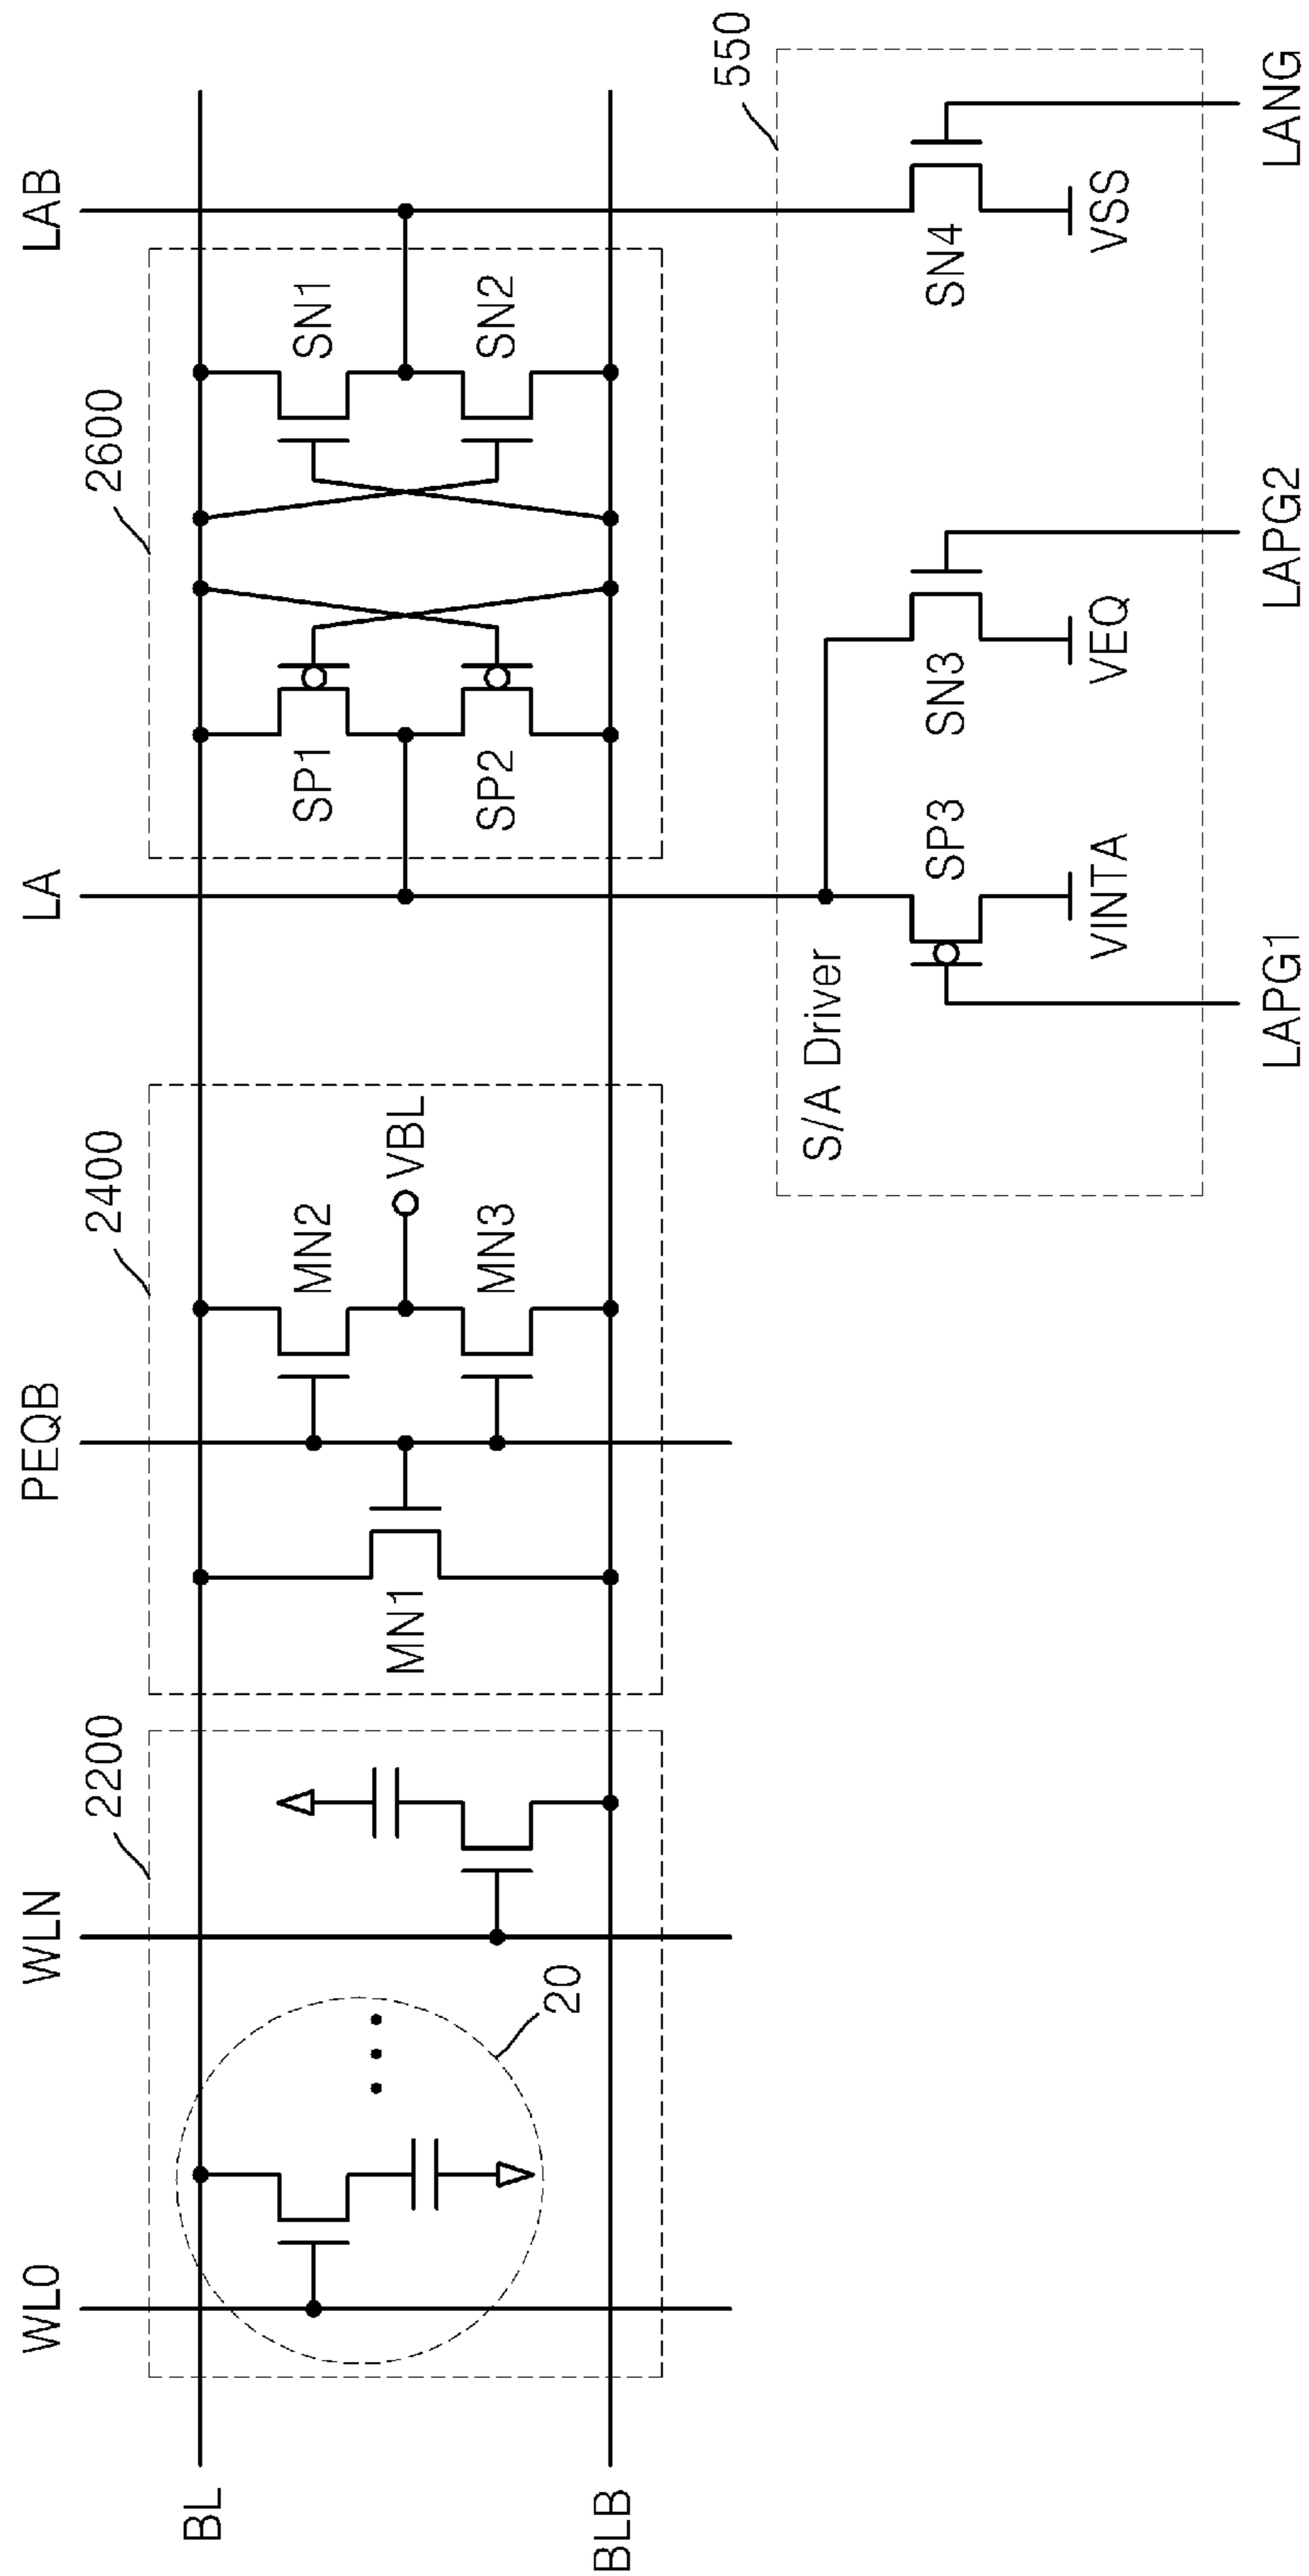 WL0
WLN
PEQB
LA
LAB
2200
2400
2600
BL
BLB
20
MN1
MN2
MN3
VBL
SP1
SP2
SN1
SN2
550
S/A Driver
SP3
SN3
SN4
VINTA
VEQ
VSS
LAPG1
LAPG2
LANG